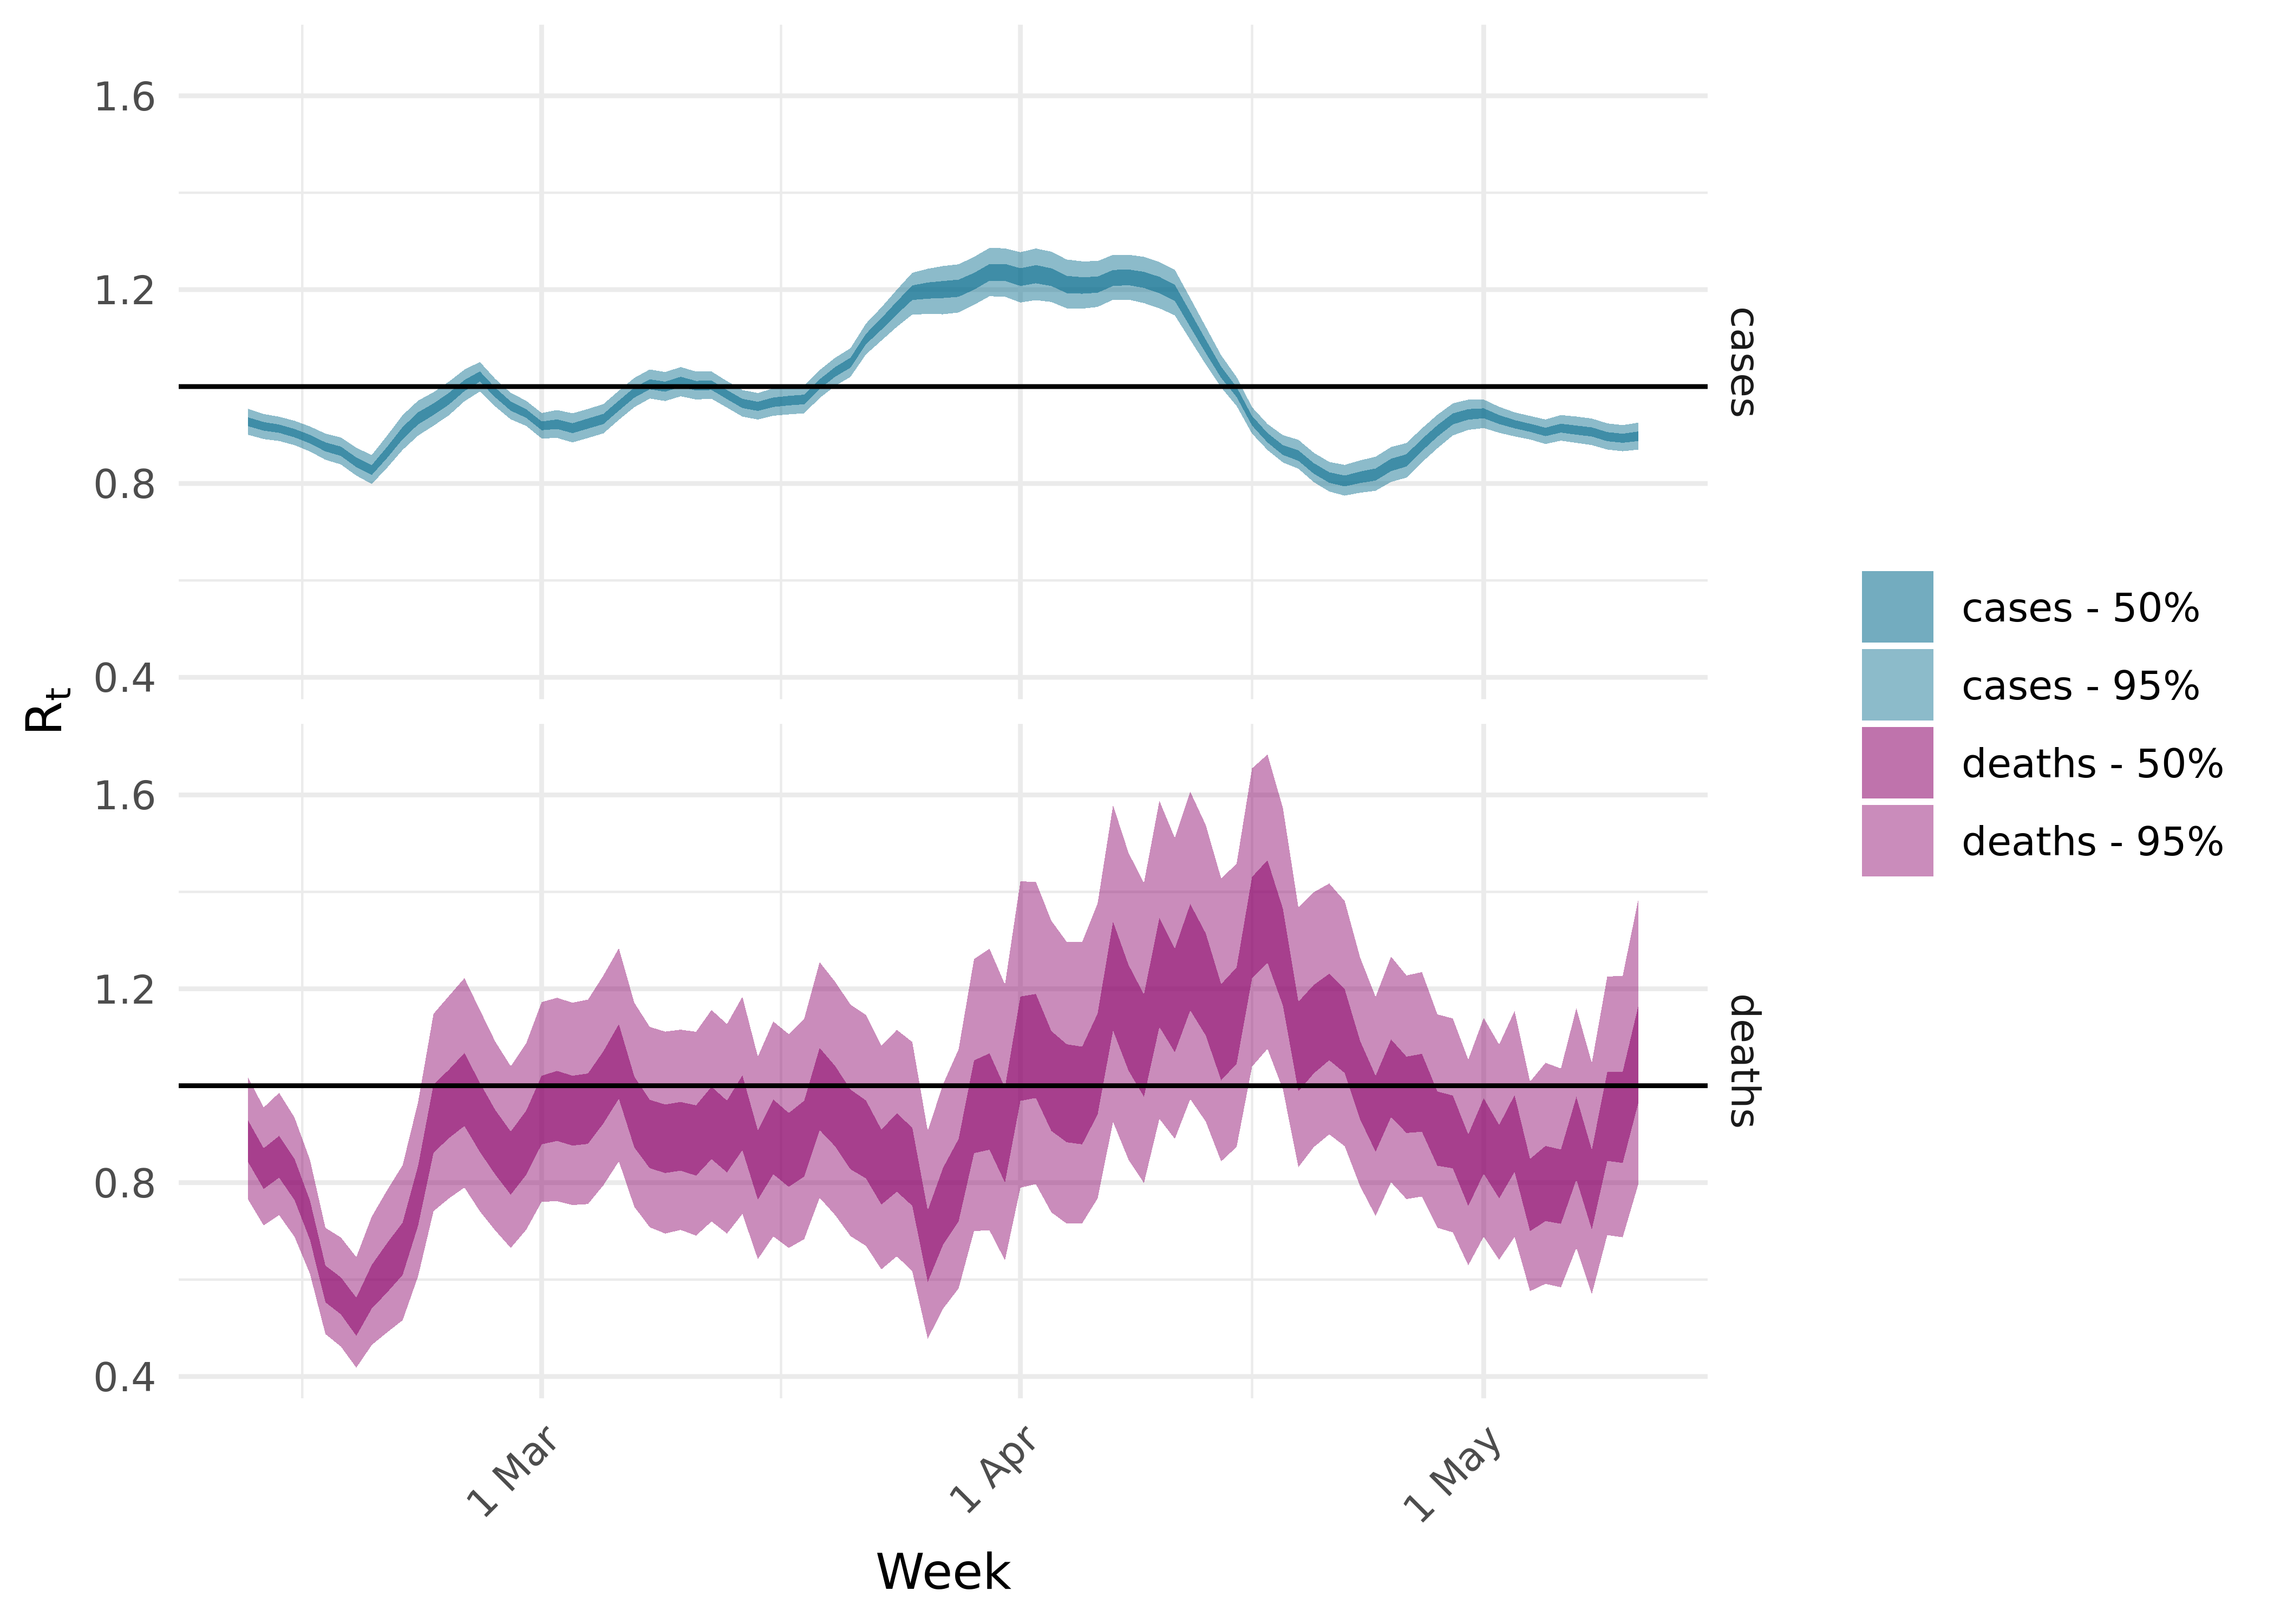 1.6
1.2
0.8
0.4
cases
Rt
1.6
1.2
0.8
0.4
deaths
1 Mar
1 Apr
1 May
Week
cases - 50%
cases - 95%
deaths - 50%
deaths - 95%